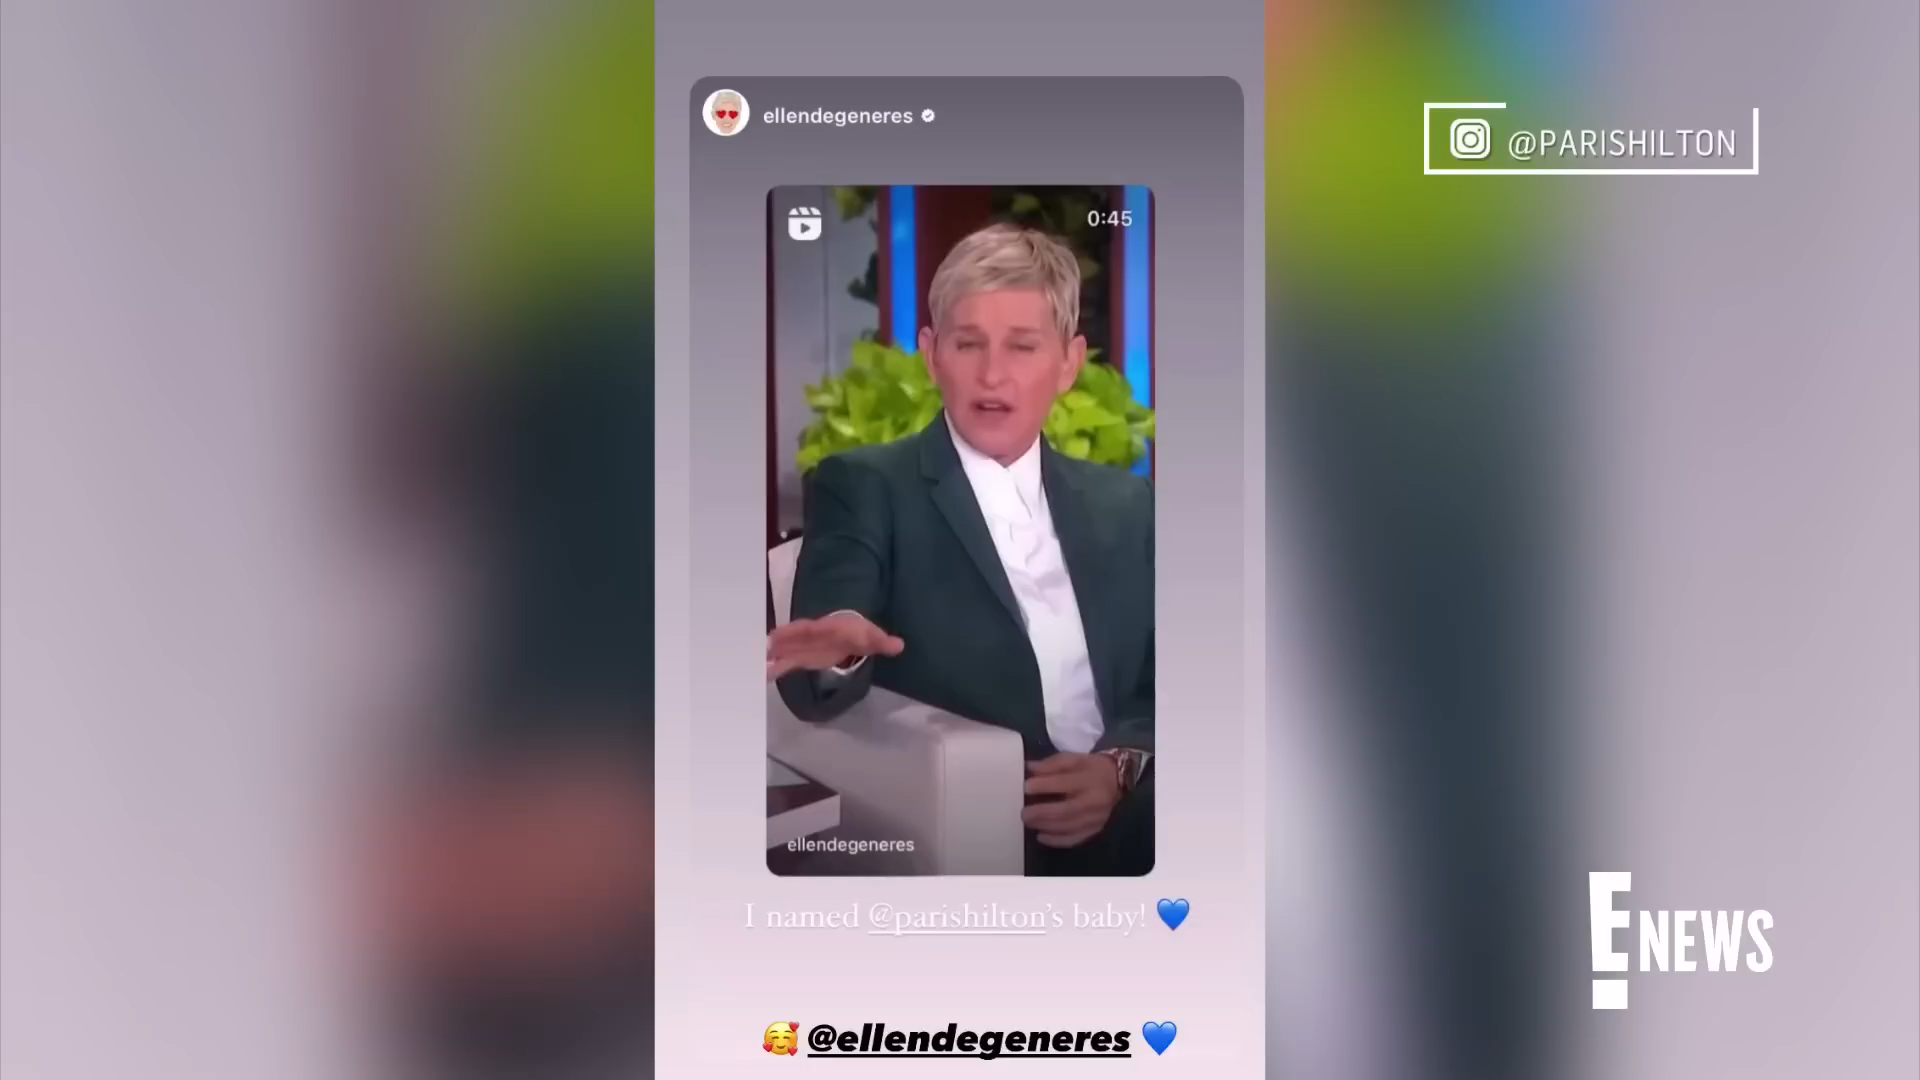 ellendegeneres
@PARISHILTON
0:45
ellendegeneres
I named @parishilton's baby! 💙
🥰 @ellendegeneres 💙
E! NEWS